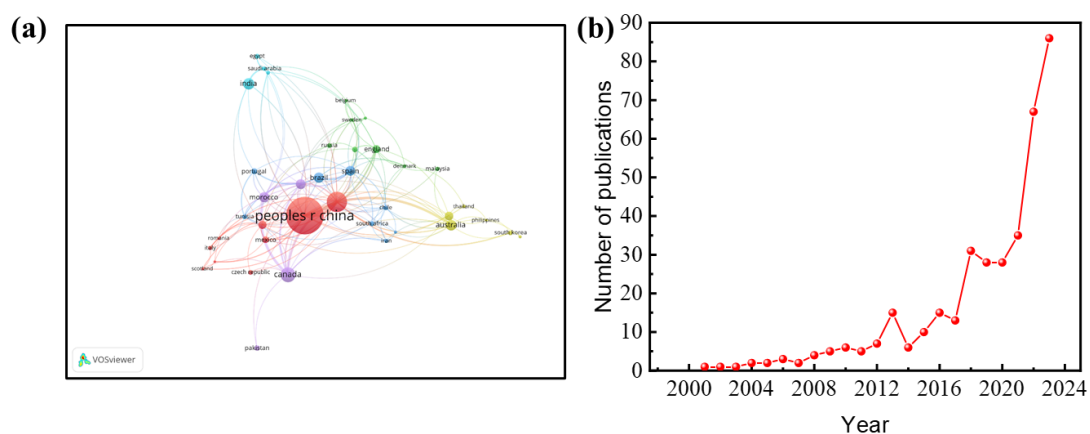 (a)
egypt
saudi arabia
india
belgium
sweden
russia
england
denmark
malaysia
portugal
brazil
spain
morocco
thailand
tunisia
peoples r china
south africa
australia
philippines
south korea
romania
italy
mexico
iran
scotland
czech republic
canada
pakistan
VOSviewer
(b)
Number of publications
90
80
70
60
50
40
30
20
10
0
2000 2004 2008 2012 2016 2020 2024
Year